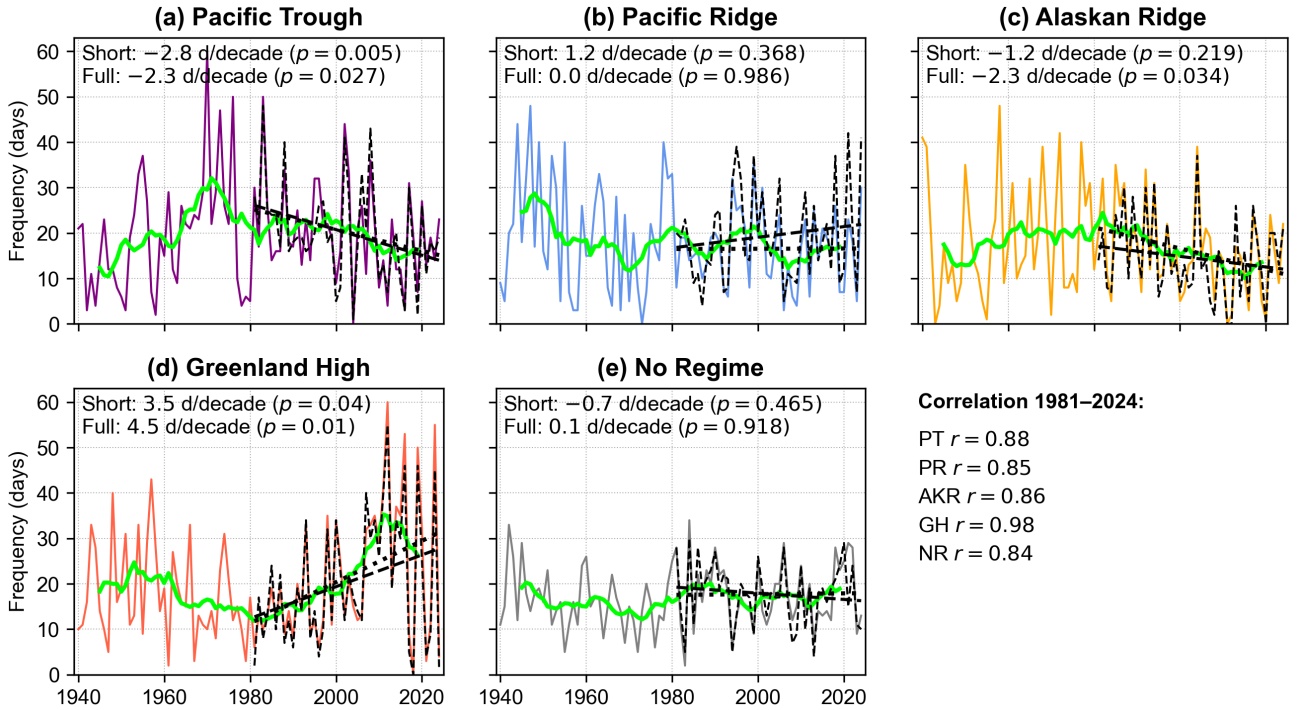 (a) Pacific Trough
Short: −2.8 d/decade (p = 0.005)
Full: −2.3 d/decade (p = 0.027)
Frequency (days)
60
50
40
30
20
10
0
(b) Pacific Ridge
Short: 1.2 d/decade (p = 0.368)
Full: 0.0 d/decade (p = 0.986)
(c) Alaskan Ridge
Short: −1.2 d/decade (p = 0.219)
Full: −2.3 d/decade (p = 0.034)
(d) Greenland High
Short: 3.5 d/decade (p = 0.04)
Full: 4.5 d/decade (p = 0.01)
Frequency (days)
60
50
40
30
20
10
0
1940 1960 1980 2000 2020
(e) No Regime
Short: −0.7 d/decade (p = 0.465)
Full: 0.1 d/decade (p = 0.918)
1940 1960 1980 2000 2020
Correlation 1981–2024:
PT r = 0.88
PR r = 0.85
AKR r = 0.86
GH r = 0.98
NR r = 0.84